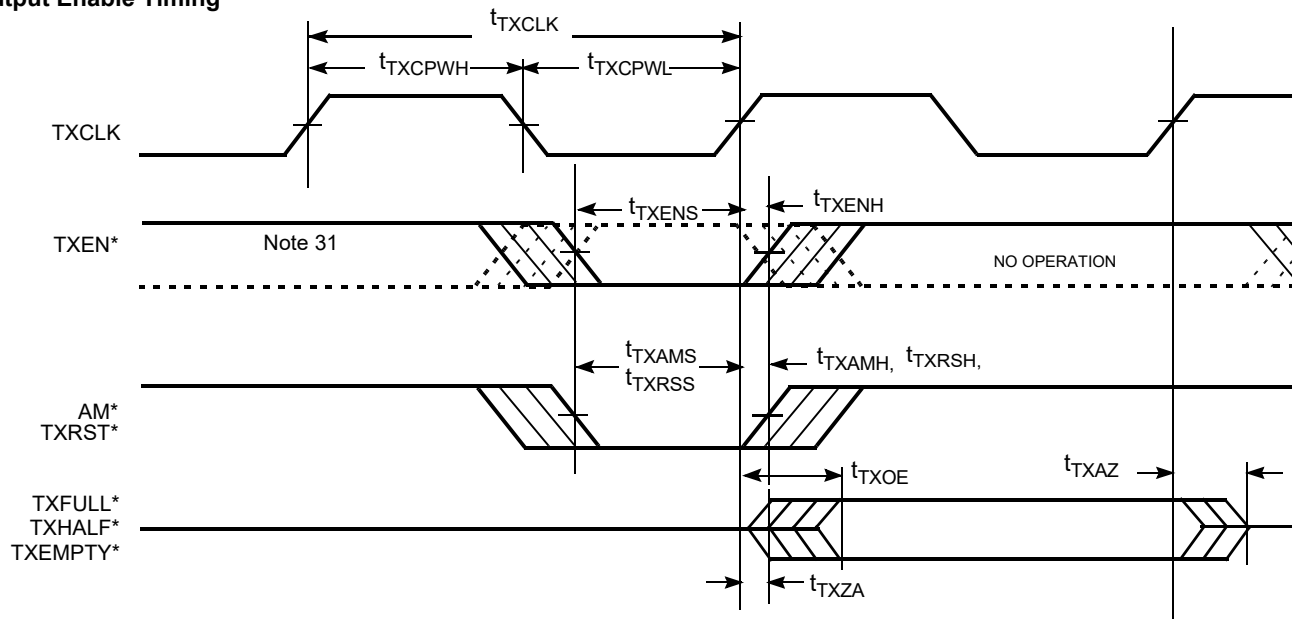 tput Enable Timing
tTXCLK
tTXCPWH tTXCPWL
TXCLK
tTXENS tTXENH
TXEN* Note 31 NO OPERATION
tTXAMS tTXAMH, tTXRSH,
tTXRSS
AM*
TXRST*
tTXOE tTXAZ
TXFULL*
TXHALF*
TXEMPTY*
tTXZA